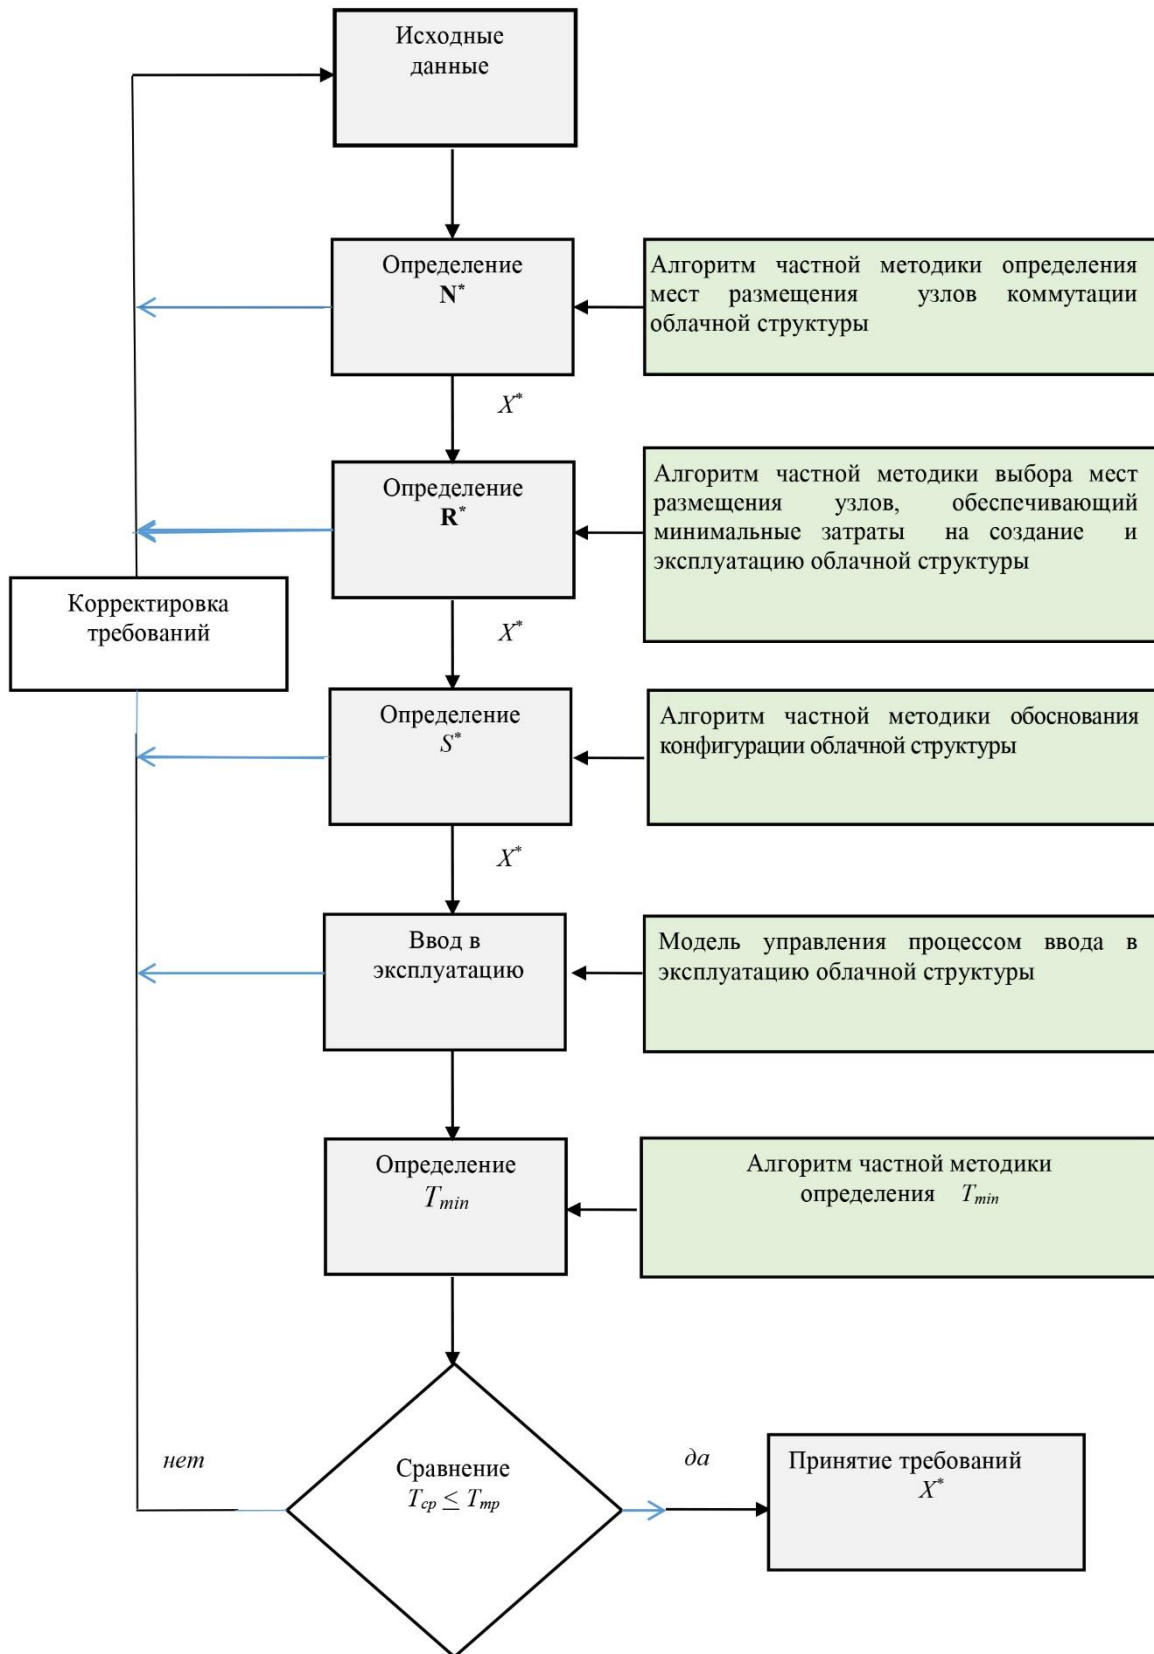 Исходные
данные
Определение
N*
Алгоритм частной методики определения
мест размещения узлов коммутации
облачной структуры
X*
Определение
R*
Алгоритм частной методики выбора мест
размещения узлов, обеспечивающий
минимальные затраты на создание и
эксплуатацию облачной структуры
Корректировка
требований
X*
Определение
S*
Алгоритм частной методики обоснования
конфигурации облачной структуры
X*
Ввод в
эксплуатацию
Модель управления процессом ввода в
эксплуатацию облачной структуры
Определение
Tmin
Алгоритм частной методики
определения Tmin
нет
Сравнение
Tср ≤ Tтр
да
Принятие требований
X*